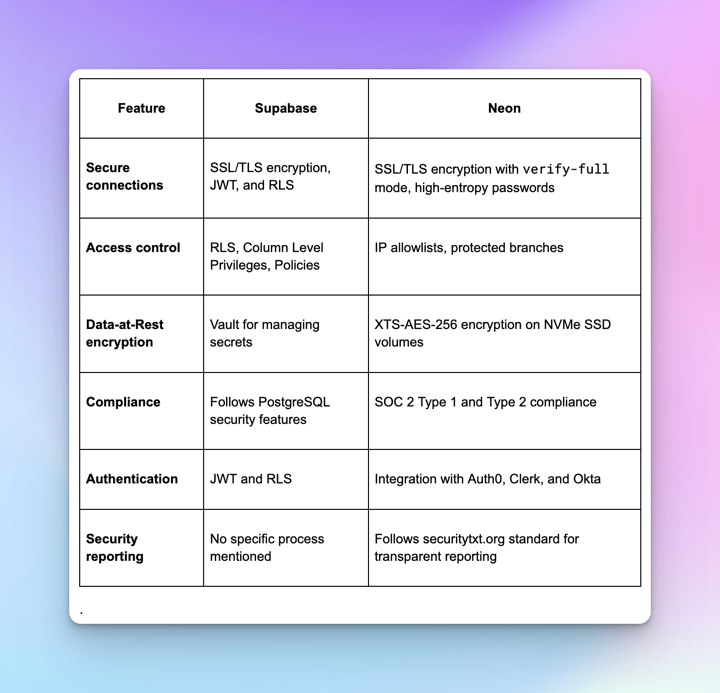 Feature Supabase Neon
Secure connections
SSL/TLS encryption, JWT, and RLS
SSL/TLS encryption with verify-full mode, high-entropy passwords
Access control
RLS, Column Level Privileges, Policies
IP allowlists, protected branches
Data-at-Rest encryption
Vault for managing secrets
XTS-AES-256 encryption on NVMe SSD volumes
Compliance
Follows PostgreSQL security features
SOC 2 Type 1 and Type 2 compliance
Authentication
JWT and RLS
Integration with Auth0, Clerk, and Okta
Security reporting
No specific process mentioned
Follows securitytxt.org standard for transparent reporting
.